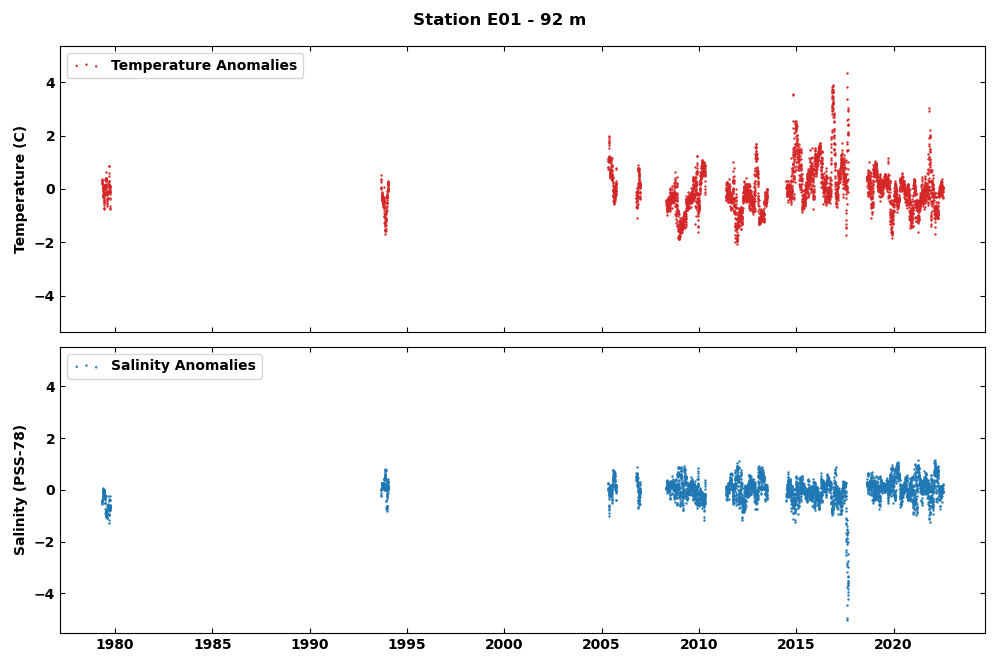 Station E01 - 92 m
Temperature Anomalies
Temperature (C)
4
2
0
−2
−4
Salinity Anomalies
Salinity (PSS-78)
4
2
0
−2
−4
1980 1985 1990 1995 2000 2005 2010 2015 2020